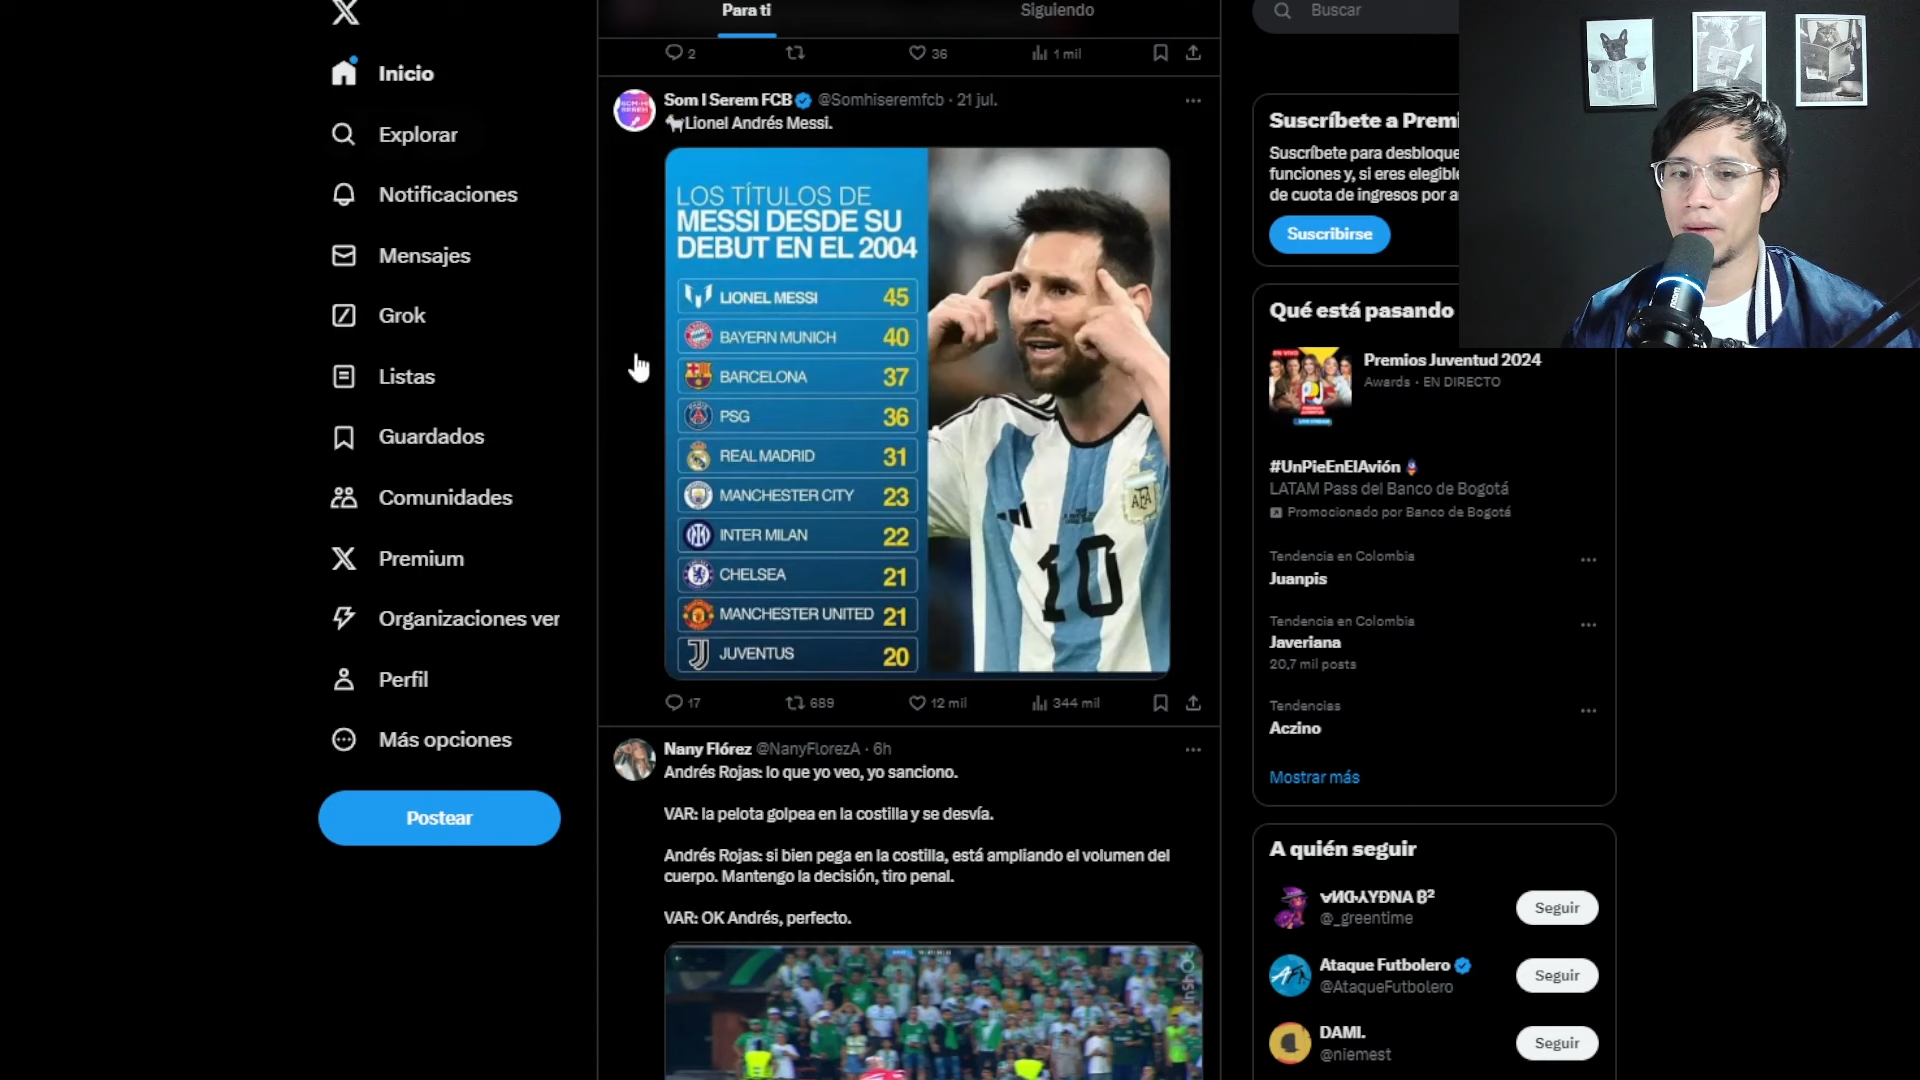 Para ti
Siguiendo
Buscar
2
36
1 mil
Inicio
Explorar
Notificaciones
Mensajes
Grok
Listas
Guardados
Comunidades
Premium
Organizaciones ver
Perfil
Más opciones
Postear
Som I Serem FCB @Somhiseremfcb · 21 jul.
Lionel Andrés Messi.
LOS TÍTULOS DE
MESSI DESDE SU
DEBUT EN EL 2004
LIONEL MESSI 45
BAYERN MUNICH 40
BARCELONA 37
PSG 36
REAL MADRID 31
MANCHESTER CITY 23
INTER MILAN 22
CHELSEA 21
MANCHESTER UNITED 21
JUVENTUS 20
AFA
10
17
689
12 mil
344 mil
Nany Flórez @NanyFlorezA · 6h
Andrés Rojas: lo que yo veo, yo sanciono.
VAR: la pelota golpea en la costilla y se desvía.
Andrés Rojas: si bien pega en la costilla, está ampliando el volumen del
cuerpo. Mantengo la decisión, tiro penal.
VAR: OK Andrés, perfecto.
InShOt
Suscríbete a Premi
Suscríbete para desbloque
funciones y, si eres elegible
de cuota de ingresos por a
Suscribirse
Qué está pasando
EN VIVO
Premios Juventud 2024
Awards · EN DIRECTO
#UnPieEnElAvión
LATAM Pass del Banco de Bogotá
Promocionado por Banco de Bogotá
Tendencia en Colombia
Juanpis
Tendencia en Colombia
Javeriana
20,7 mil posts
Tendencias
Aczino
Mostrar más
A quién seguir
@_greentime
Seguir
Ataque Futbolero
@AtaqueFutbolero
Seguir
DAMI.
@niemest
Seguir